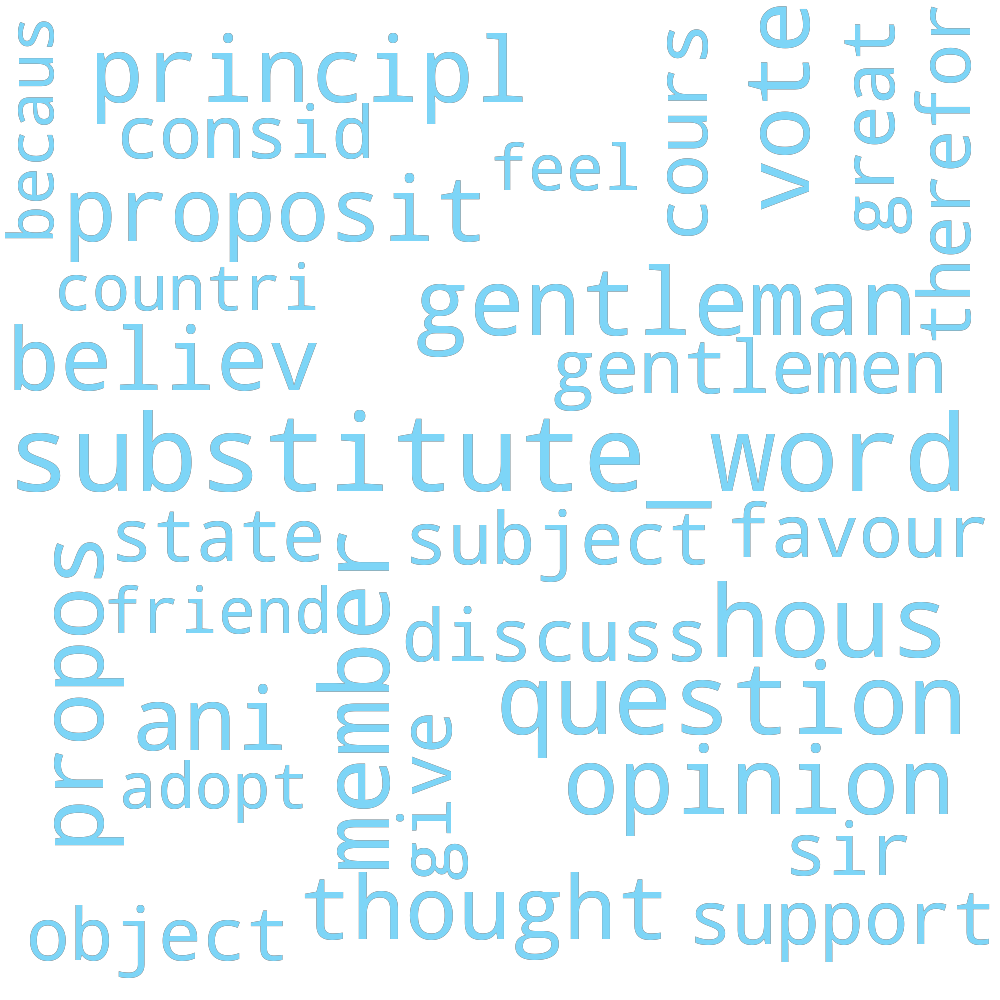 becaus
principl
cours
vote
great
therefor
consid
feel
proposit
countri
gentleman
believ
gentlemen
substitute_word
state
subject
favour
propos
member
friend
discuss
hous
question
ani
give
adopt
opinion
sir
thought
object
support